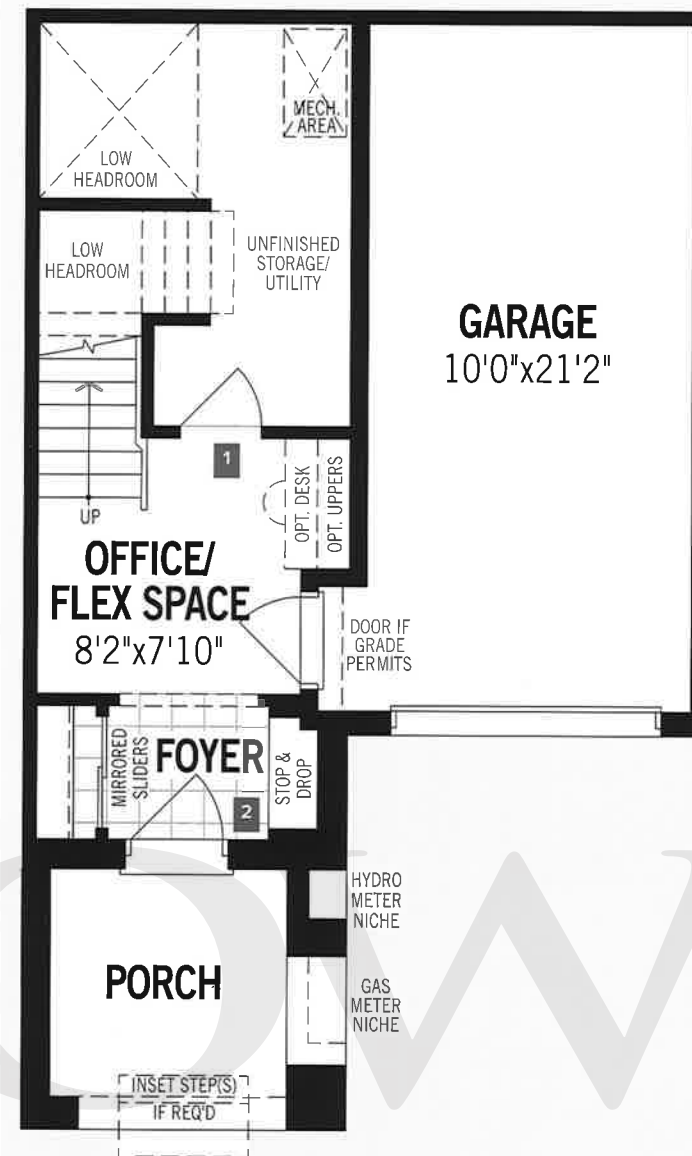 MECH.
AREA
LOW
HEADROOM
LOW
HEADROOM
UNFINISHED
STORAGE/
UTILITY
GARAGE
10'0"x21'2"
1
OPT. DESK
OPT. UPPERS
UP
OFFICE/
FLEX SPACE
8'2"x7'10"
DOOR IF
GRADE
PERMITS
MIRRORED
SLIDERS
FOYER
2
STOP &
DROP
HYDRO
METER
NICHE
PORCH
GAS
METER
NICHE
INSET STEP(S)
IF REQ'D
OW